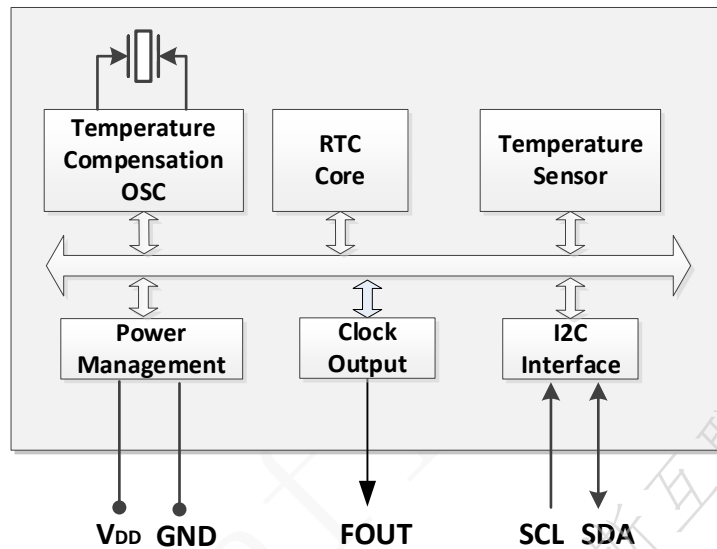 Temperature
Compensation
OSC
RTC
Core
Temperature
Sensor
Power
Management
Clock
Output
I2C
Interface
VDD GND FOUT SCL SDA